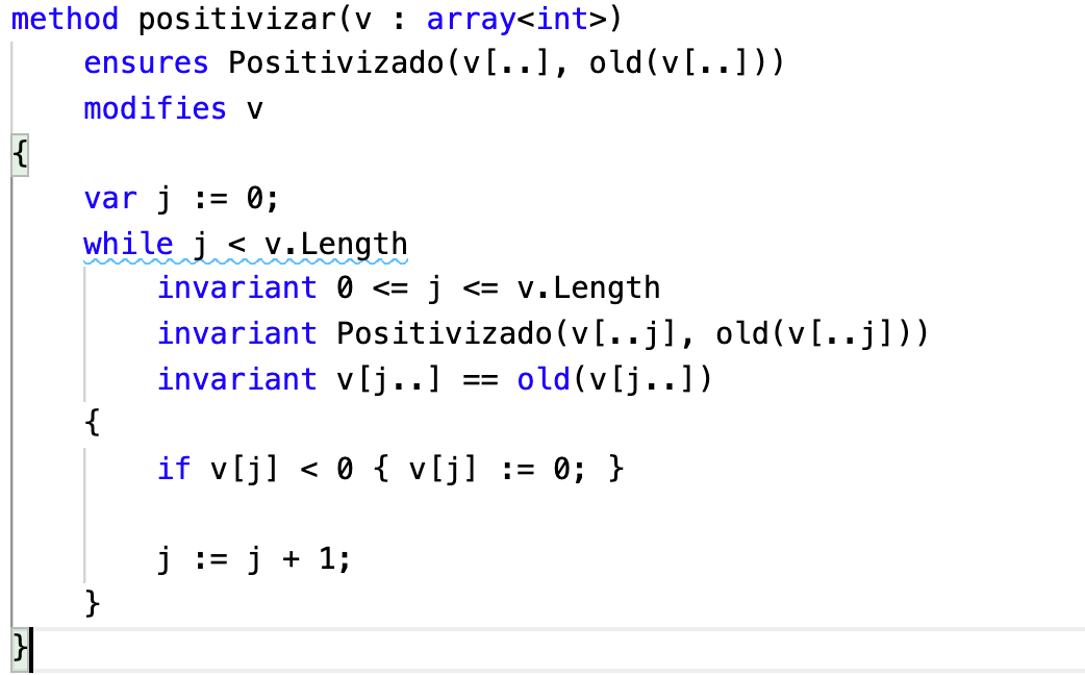 method positivizar(v : array<int>)
    ensures Positivizado(v[..], old(v[..]))
    modifies v
{
    var j := 0;
    while j < v.Length
        invariant 0 <= j <= v.Length
        invariant Positivizado(v[..j], old(v[..j]))
        invariant v[j..] == old(v[j..])
    {
        if v[j] < 0 { v[j] := 0; }

        j := j + 1;
    }
}